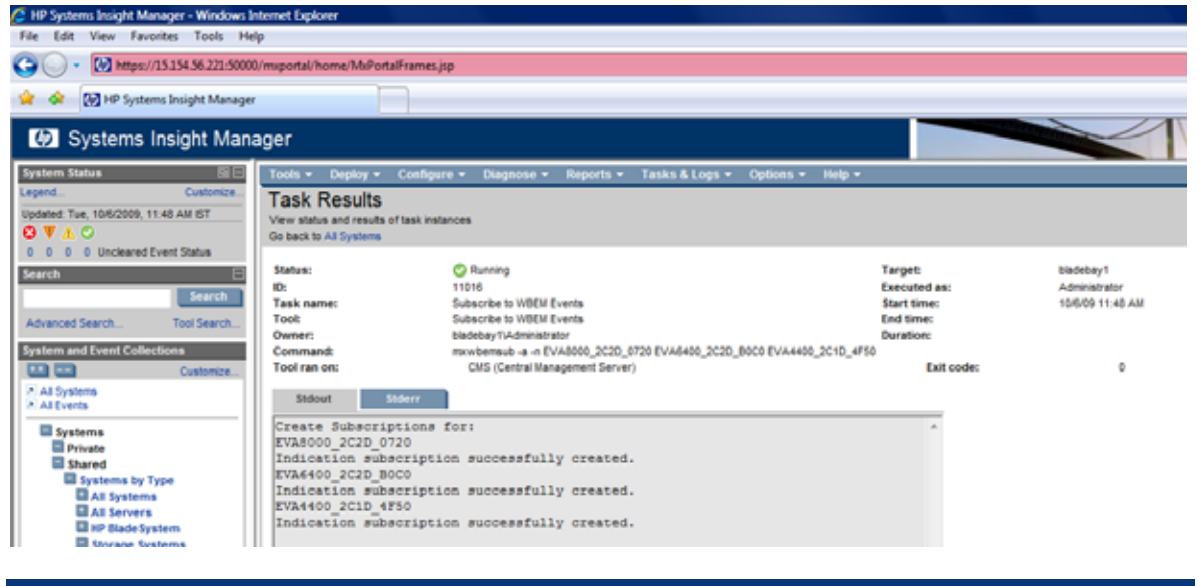 HP Systems Insight Manager - Windows Internet Explorer
File Edit View Favorites Tools Help
https://15.154.56.221:50000/mxportal/home/MxPortalFrames.jsp
HP Systems Insight Manager
Systems Insight Manager
System Status
Legend... Customize...
Updated: Tue, 10/6/2009, 11:48 AM IST
0 0 0 0 Uncleared Event Status
Search
Search
Advanced Search... Tool Search...
System and Event Collections
Customize...
All Systems
All Events
Systems
Private
Shared
Systems by Type
All Systems
All Servers
HP BladeSystem
Storage Systems
Tools Deploy Configure Diagnose Reports Tasks & Logs Options Help
Task Results
View status and results of task instances
Go back to All Systems
Status: Running Target: bladebay1
ID: 11016 Executed as: Administrator
Task name: Subscribe to WBEM Events Start time: 10/6/09 11:48 AM
Tool: Subscribe to WBEM Events End time:
Owner: bladebay1\Administrator Duration:
Command: mxwbemsub -a -n EVA8000_2C2D_0720 EVA6400_2C2D_B0C0 EVA4400_2C1D_4F50
Tool ran on: CMS (Central Management Server) Exit code: 0
Stdout Stderr
Create Subscriptions for:
EVA8000_2C2D_0720
Indication subscription successfully created.
EVA6400_2C2D_B0C0
Indication subscription successfully created.
EVA4400_2C1D_4F50
Indication subscription successfully created.